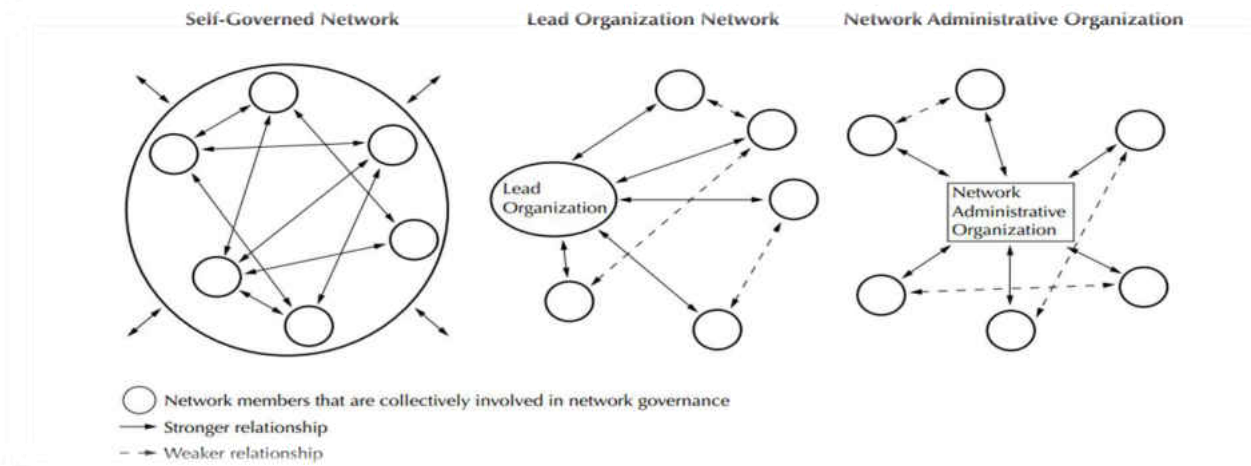 Self-Governed Network
Lead Organization Network
Network Administrative Organization
Lead
Organization
Network
Administrative
Organization
Network members that are collectively involved in network governance
Stronger relationship
Weaker relationship